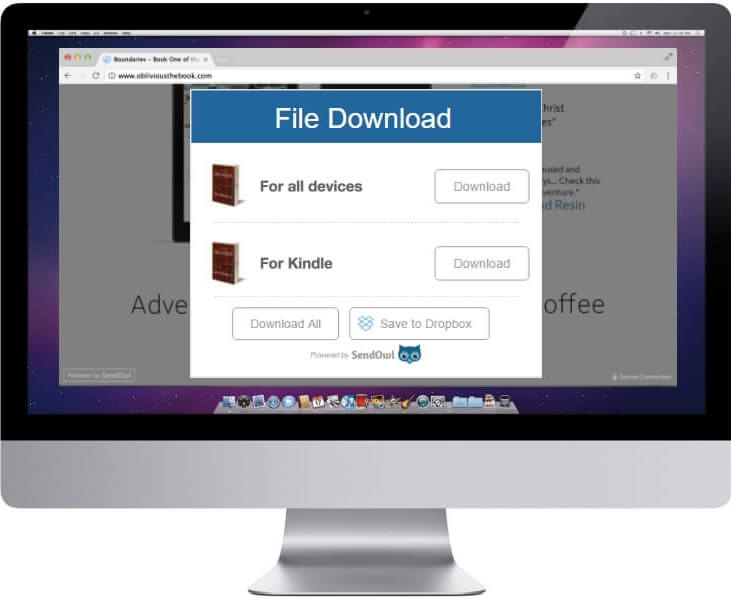 Boundaries – Book One of the
www.obliviousthebook.com
File Download
For all devices
Download
For Kindle
Download
Download All
Save to Dropbox
Powered by SendOwl
hrist
es"
used and
ys... Check this
venture."
d Resin
Adve
offee
Powered by SendOwl
Secure Connection